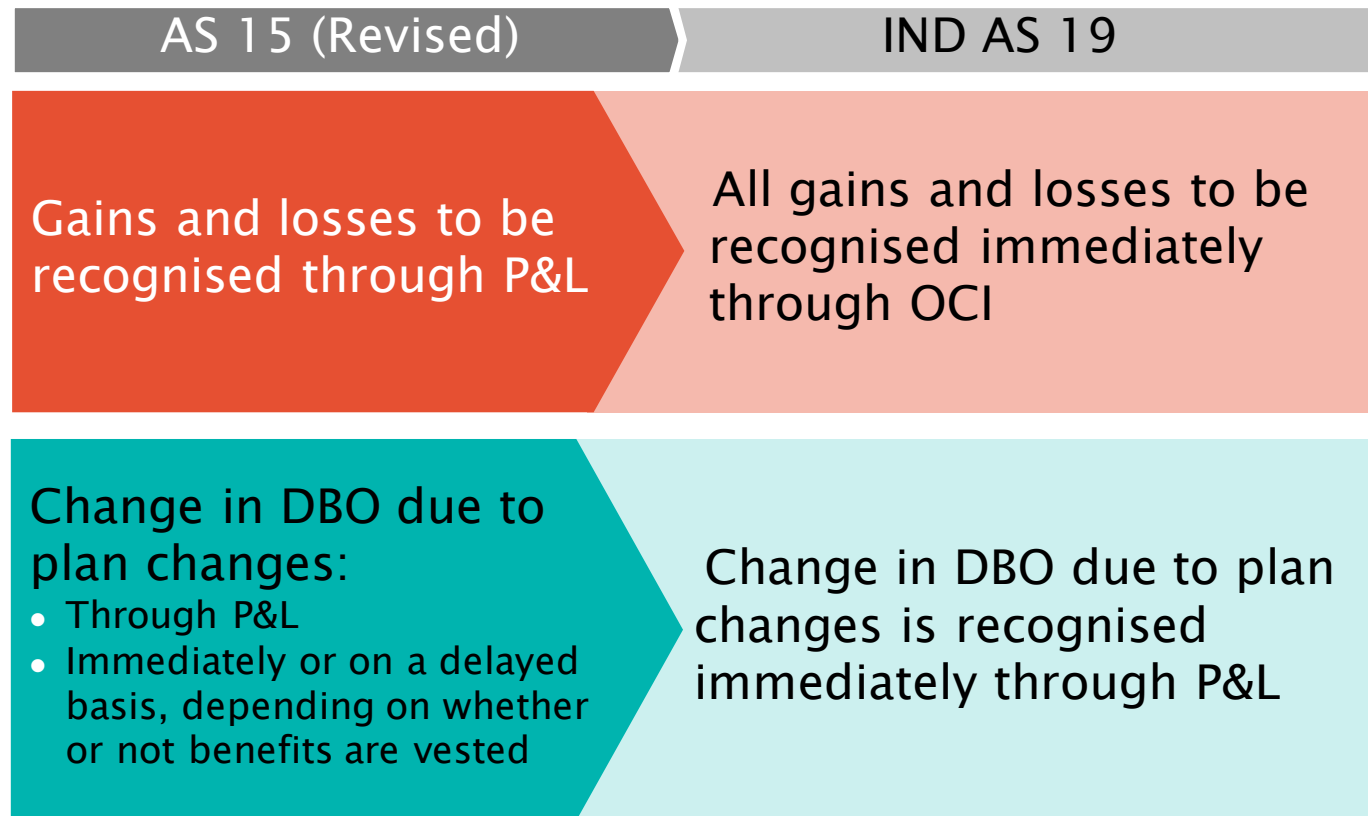 AS 15 (Revised)
IND AS 19
Gains and losses to be
recognised through P&L
All gains and losses to be
recognised immediately
through OCI
Change in DBO due to
plan changes:
• Through P&L
• Immediately or on a delayed
basis, depending on whether
or not benefits are vested
Change in DBO due to plan
changes is recognised
immediately through P&L